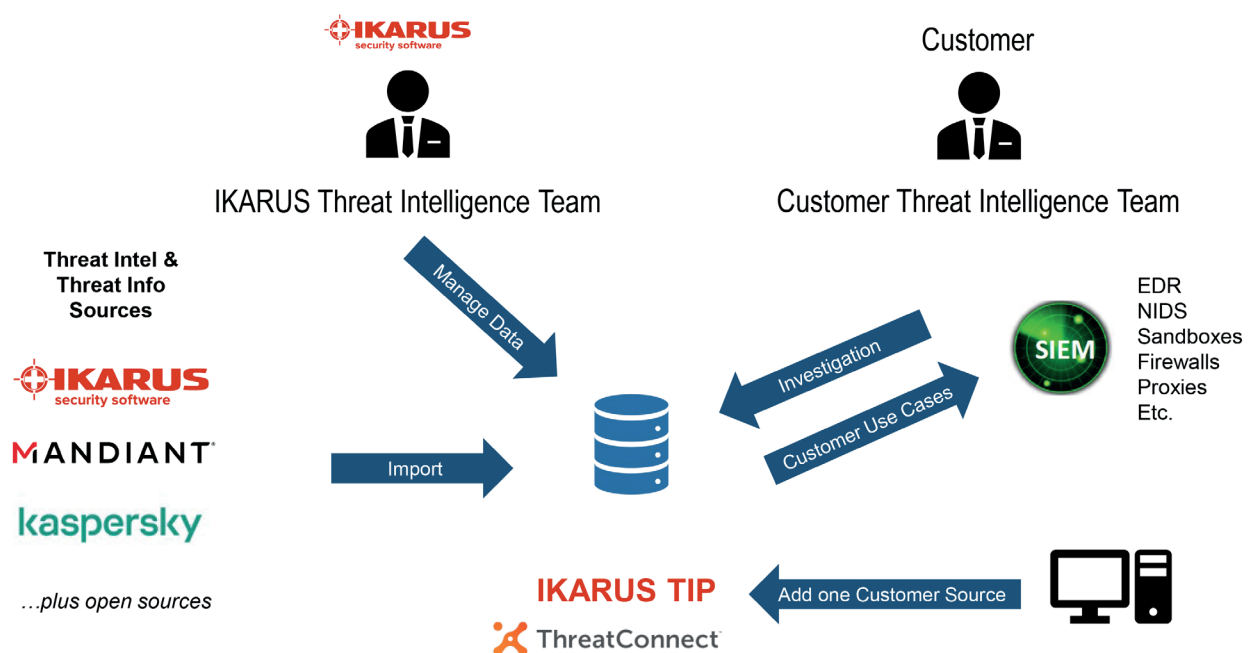 IKARUS
security software
Customer
IKARUS Threat Intelligence Team
Customer Threat Intelligence Team
Threat Intel &
Threat Info
Sources
Manage Data
IKARUS
security software
MANDIANT®
kaspersky
…plus open sources
Import
Investigation
Customer Use Cases
SIEM
EDR
NIDS
Sandboxes
Firewalls
Proxies
Etc.
IKARUS TIP
ThreatConnect
Add one Customer Source